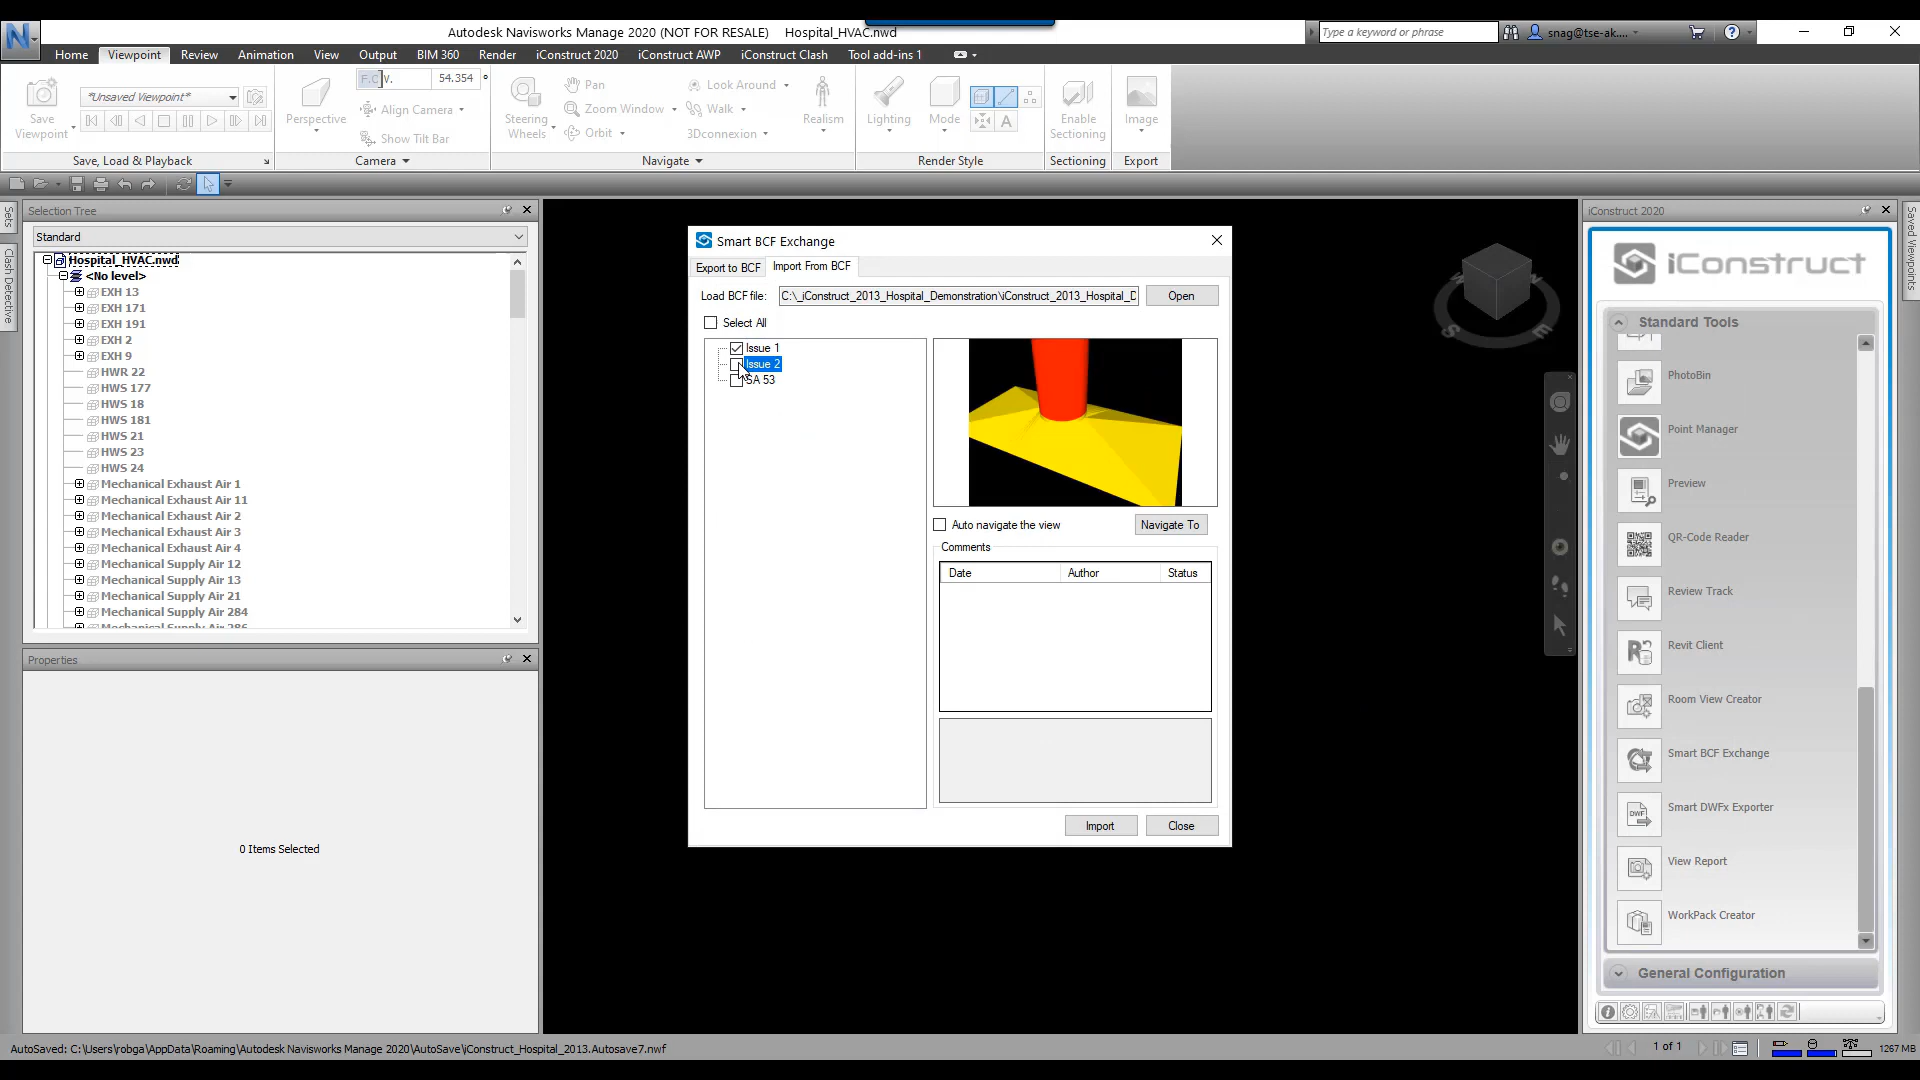 Autodesk Navisworks Manage 2020 (NOT FOR RESALE) Hospital_HVAC.nwd
Type a keyword or phrase
snag@tse-ak....
Home Viewpoint Review Animation View Output BIM 360 Render iConstruct 2020 iConstruct AWP iConstruct Clash Tool add-ins 1
Save Viewpoint
*Unsaved Viewpoint*
Perspective
F.O.V. 54.354 °
Align Camera
Show Tilt Bar
Steering Wheels
Pan
Zoom Window
Orbit
Look Around
Walk
3Dconnexion
Realism
Lighting
Mode
Enable Sectioning
Image
Save, Load & Playback Camera Navigate Render Style Sectioning Export
Sets
Clash Detective
Selection Tree
Standard
Hospital_HVAC.nwd
<No level>
EXH 13
EXH 171
EXH 191
EXH 2
EXH 9
HWR 22
HWS 177
HWS 18
HWS 181
HWS 21
HWS 23
HWS 24
Mechanical Exhaust Air 1
Mechanical Exhaust Air 11
Mechanical Exhaust Air 2
Mechanical Exhaust Air 3
Mechanical Exhaust Air 4
Mechanical Supply Air 12
Mechanical Supply Air 13
Mechanical Supply Air 21
Mechanical Supply Air 284
Mechanical Supply Air 286
Properties
0 Items Selected
Smart BCF Exchange
Export to BCF Import From BCF
Load BCF file: C:\_iConstruct_2013_Hospital_Demonstration\iConstruct_2013_Hospital_D Open
Select All
Issue 1
Issue 2
SA 53
Auto navigate the view Navigate To
Comments
Date Author Status
Import Close
S E
iConstruct 2020
iConstruct
Standard Tools
PhotoBin
Point Manager
Preview
QR-Code Reader
Review Track
Revit Client
Room View Creator
Smart BCF Exchange
Smart DWFx Exporter
View Report
WorkPack Creator
General Configuration
Saved Viewpoints
AutoSaved: C:\Users\robga\AppData\Roaming\Autodesk Navisworks Manage 2020\AutoSave\iConstruct_Hospital_2013.Autosave7.nwf
1 of 1
1267 MB